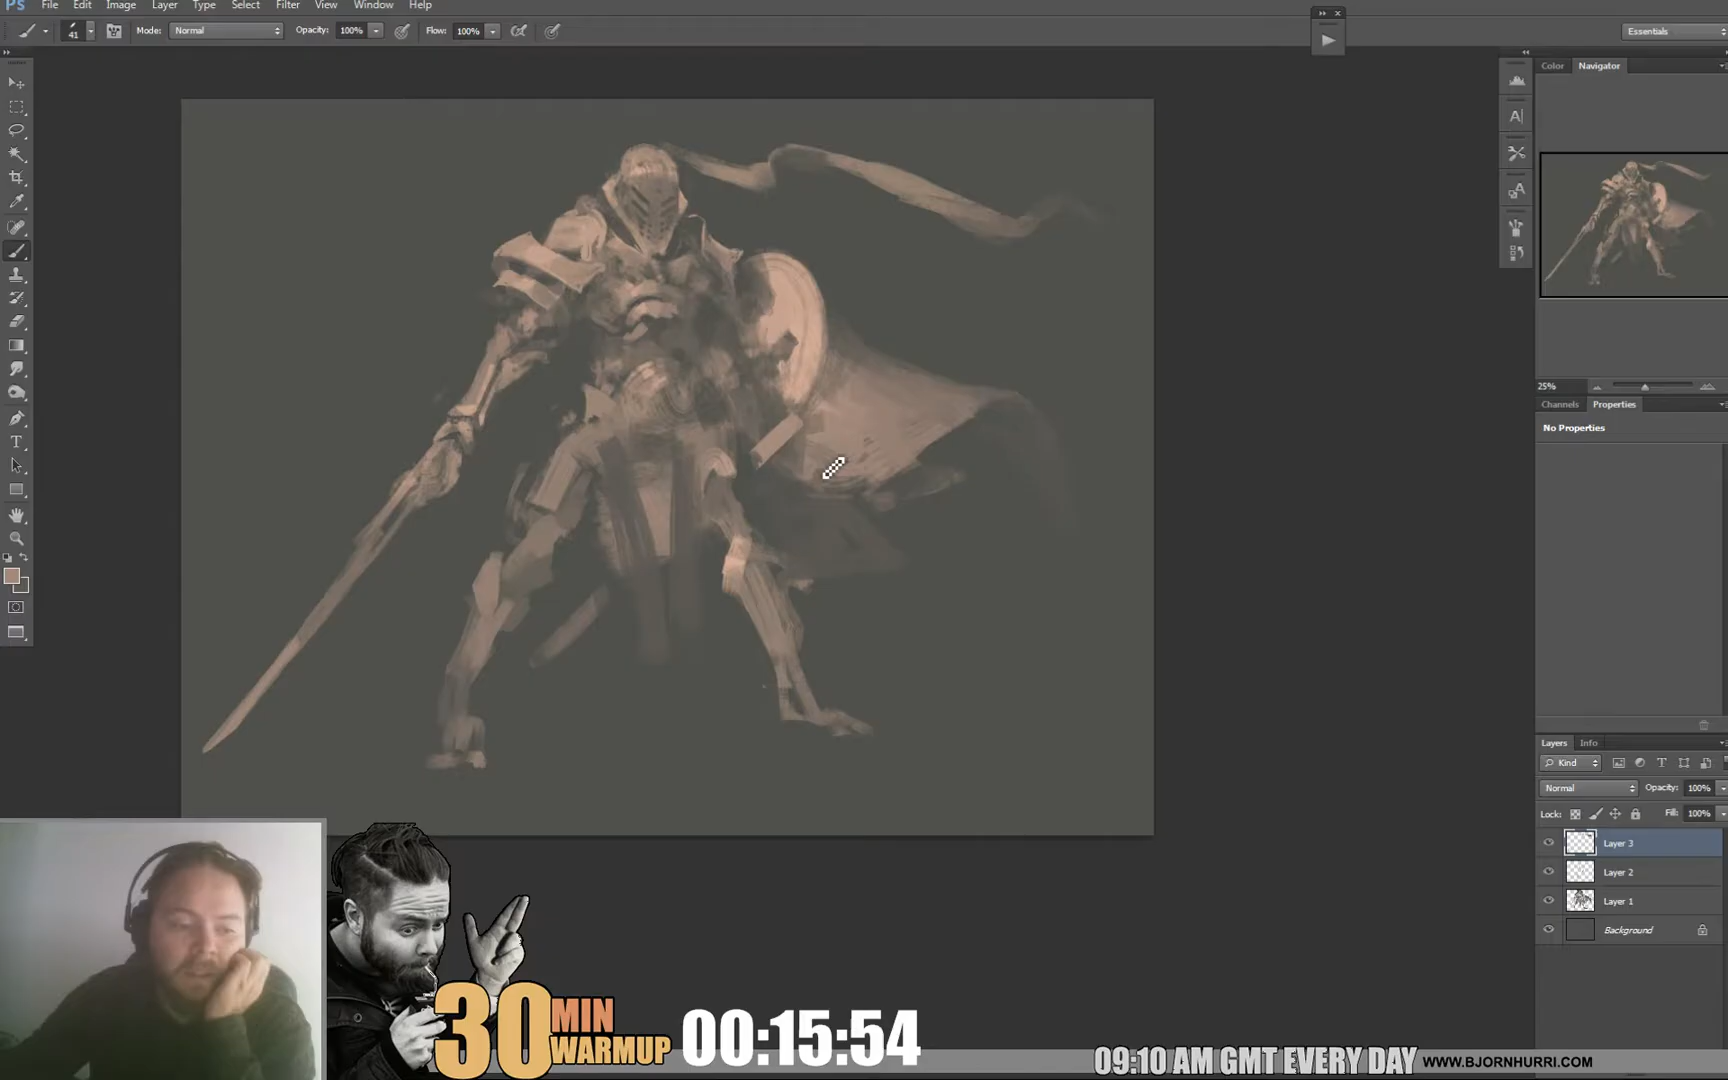 Ps File Edit Image Layer Type Select Filter View Window Help
41 Mode: Normal Opacity: 100% Flow: 100% Essentials
Color Navigator
25%
Channels Properties
No Properties
Layers Info
Kind
Normal Opacity: 100%
Lock: Fill: 100%
Layer 3
Layer 2
Layer 1
Background
30 MIN WARMUP
00:15:54
09:10 AM GMT EVERY DAY WWW.BJORNHURRI.COM